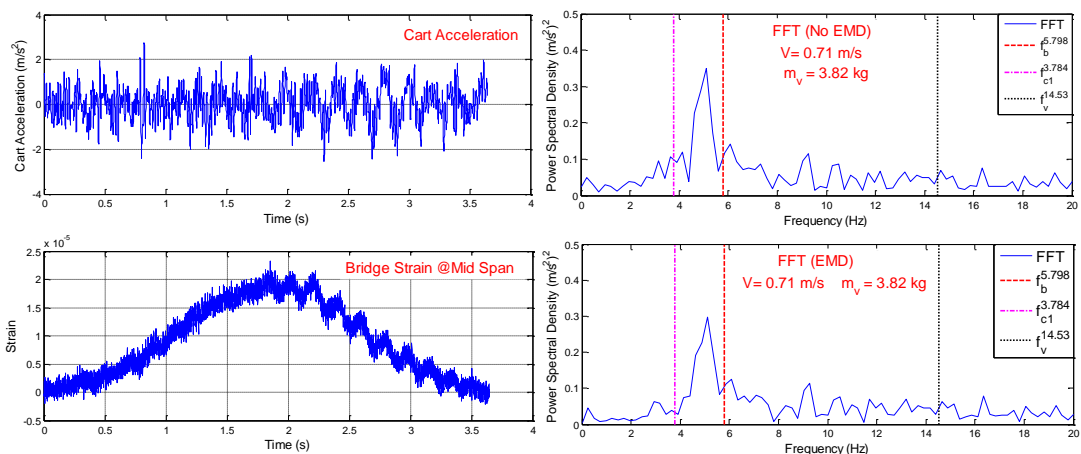 Cart Acceleration
Cart Acceleration (m/s²)
4
2
0
-2
-4
0 0.5 1 1.5 2 2.5 3 3.5 4
Time (s)
FFT (No EMD)
V= 0.71 m/s
m_v = 3.82 kg
FFT
f_b^5.798
f_c1^3.784
f_v^14.53
Power Spectral Density (m/s²)²
0.5
0.4
0.3
0.2
0.1
0
0 2 4 6 8 10 12 14 16 18 20
Frequency (Hz)
x 10^-5
Bridge Strain @Mid Span
Strain
2.5
2
1.5
1
0.5
0
-0.5
0 0.5 1 1.5 2 2.5 3 3.5 4
Time (s)
FFT (EMD)
V= 0.71 m/s m_v = 3.82 kg
FFT
f_b^5.798
f_c1^3.784
f_v^14.53
Power Spectral Density (m/s²)²
0.5
0.4
0.3
0.2
0.1
0
0 2 4 6 8 10 12 14 16 18 20
Frequency (Hz)